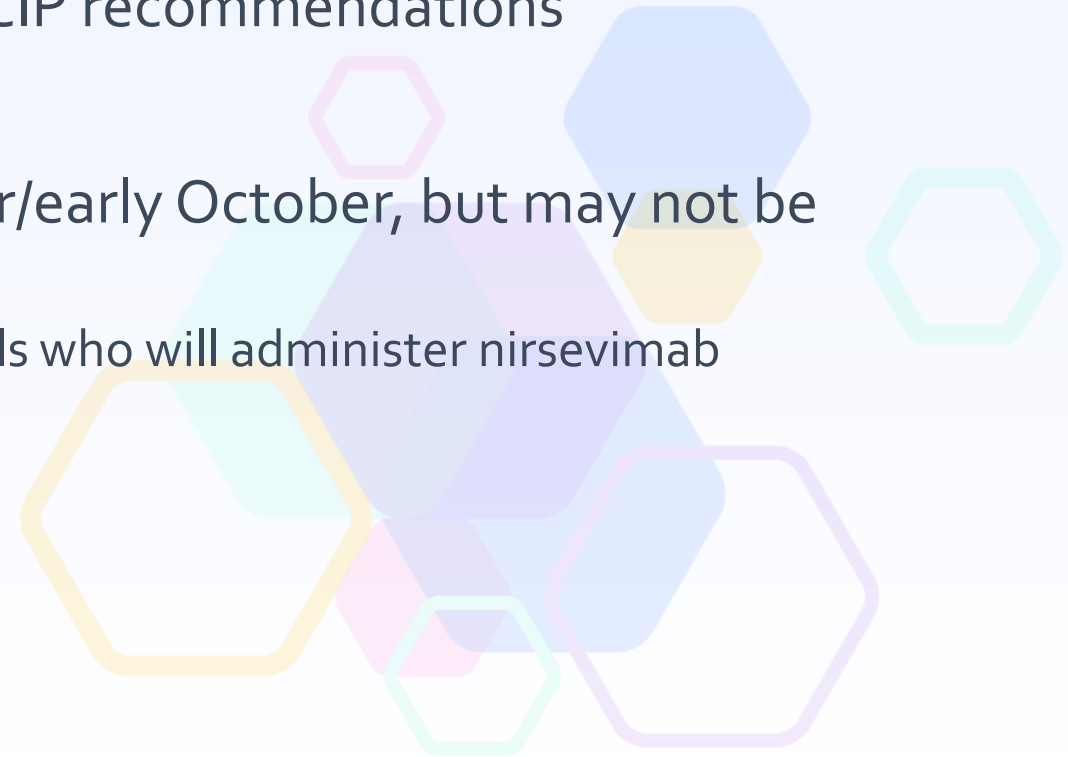 CIP recommendations
r/early October, but may not be
ls who will administer nirsevimab